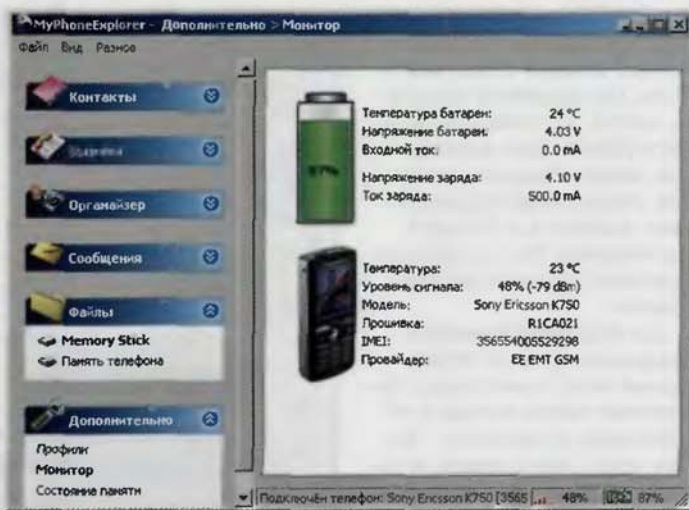 MyPhoneExplorer - Дополнительно > Монитор
Файл Вид Разное
Контакты
Органайзер
Сообщения
Файлы
Memory Stick
Память телефона
Дополнительно
Профили
Монитор
Состояние памяти
Температура батареи: 24 °C
Напряжение батареи: 4.03 V
Входной ток: 0.0 mA
Напряжение заряда: 4.10 V
Ток заряда: 500.0 mA
87%
Температура: 23 °C
Уровень сигнала: 48% (-79 dBm)
Модель: Sony Ericsson K750
Прошивка: R1CA021
IMEI: 356554005529298
Провайдер: EE EMT GSM
Подключён телефон: Sony Ericsson K750 [3565 48% 87%